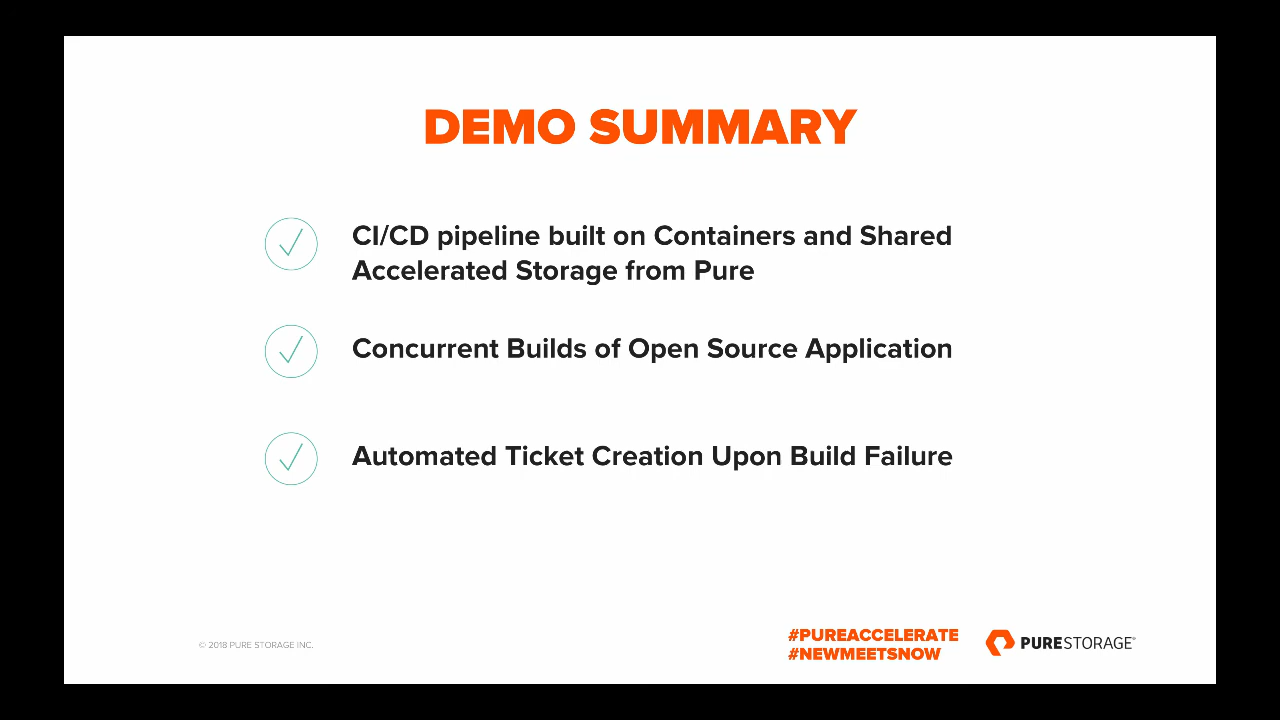 DEMO SUMMARY
CI/CD pipeline built on Containers and Shared
Accelerated Storage from Pure
Concurrent Builds of Open Source Application
Automated Ticket Creation Upon Build Failure
© 2018 PURE STORAGE INC.
#PUREACCELERATE
#NEWMEETSNOW
PURESTORAGE®